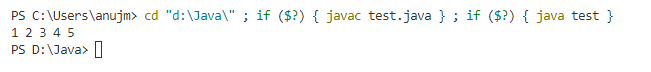 PS C:\Users\anujm> cd "d:\Java\" ; if ($?) { javac test.java } ; if ($?) { java test }
1 2 3 4 5
PS D:\Java>